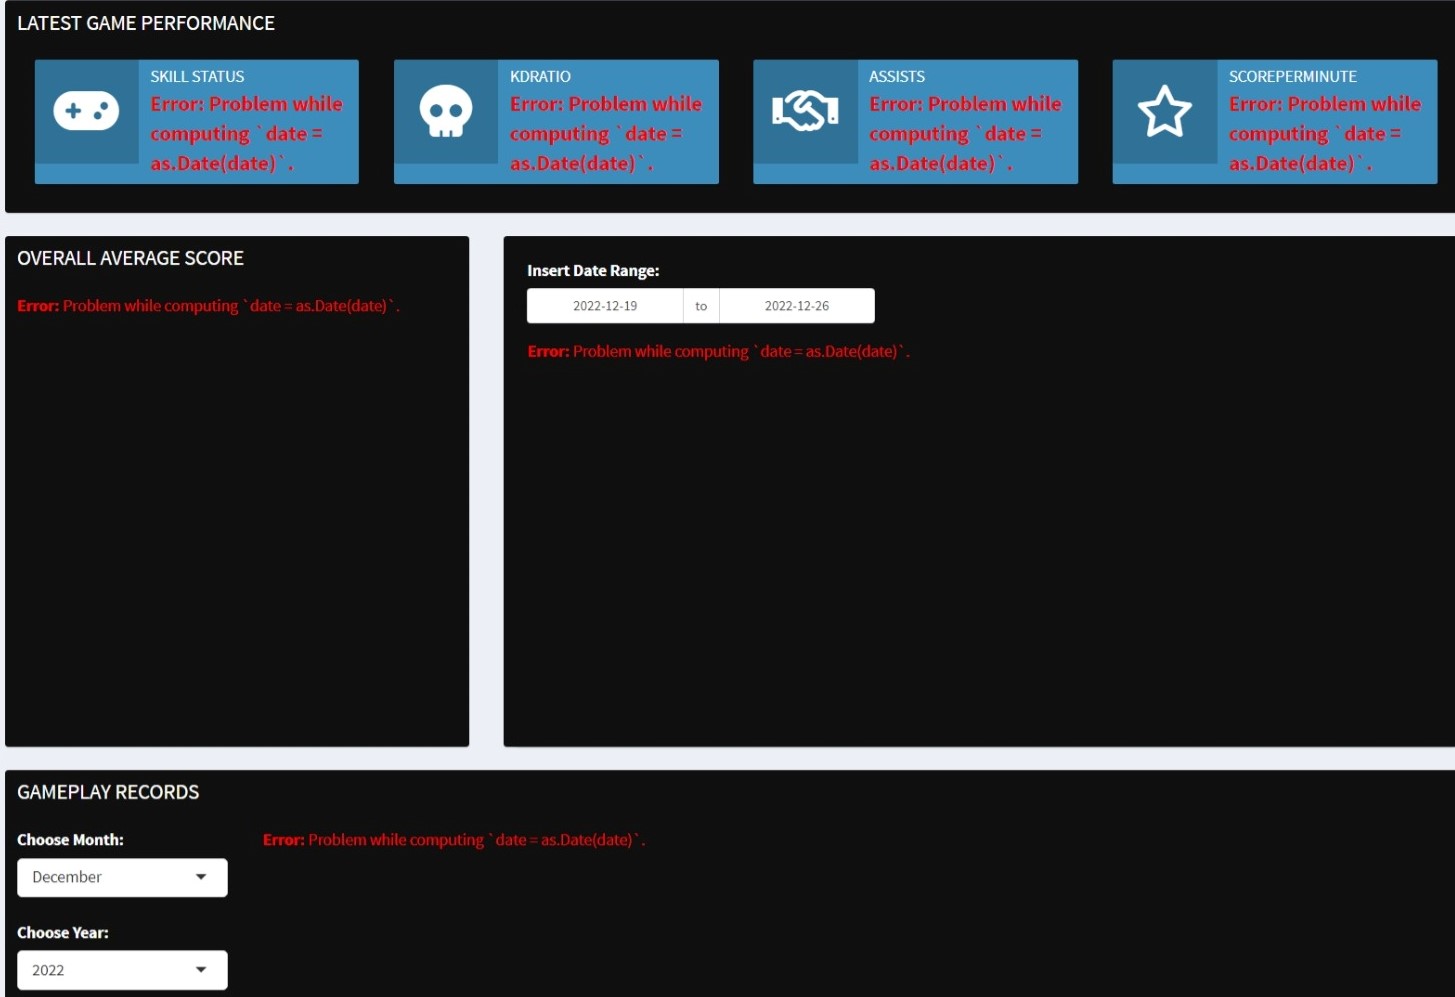 LATEST GAME PERFORMANCE
SKILL STATUS
Error: Problem while
computing `date =
as.Date(date)`.
KDRATIO
Error: Problem while
computing `date =
as.Date(date)`.
ASSISTS
Error: Problem while
computing `date =
as.Date(date)`.
SCOREPERMINUTE
Error: Problem while
computing `date =
as.Date(date)`.
OVERALL AVERAGE SCORE
Error: Problem while computing `date = as.Date(date)`.
Insert Date Range:
2022-12-19 to 2022-12-26
Error: Problem while computing `date = as.Date(date)`.
GAMEPLAY RECORDS
Choose Month:
December
Error: Problem while computing `date = as.Date(date)`.
Choose Year:
2022